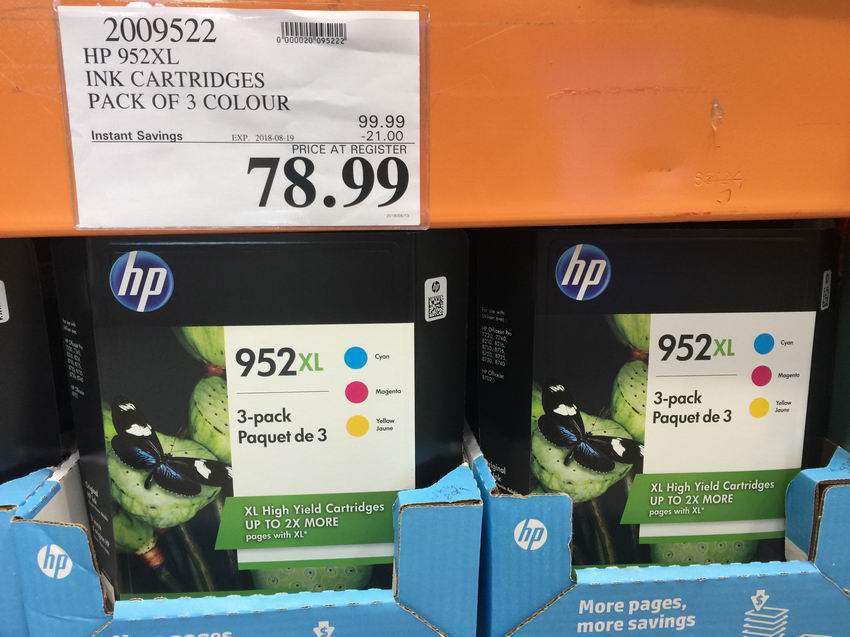 2009522
0"000020"095222
HP 952XL
INK CARTRIDGES
PACK OF 3 COLOUR
99.99
Instant Savings EXP. 2018-08-19 -21.00
PRICE AT REGISTER
78.99
hp
952XL
3-pack
Paquet de 3
Cyan
Magenta
Yellow
Jaune
XL High Yield Cartridges
UP TO 2X MORE
pages with XL*
hp
hp
952XL
3-pack
Paquet de 3
Cyan
Magenta
Yellow
Jaune
XL High Yield Cartridges
UP TO 2X MORE
pages with XL*
hp
More pages,
more savings